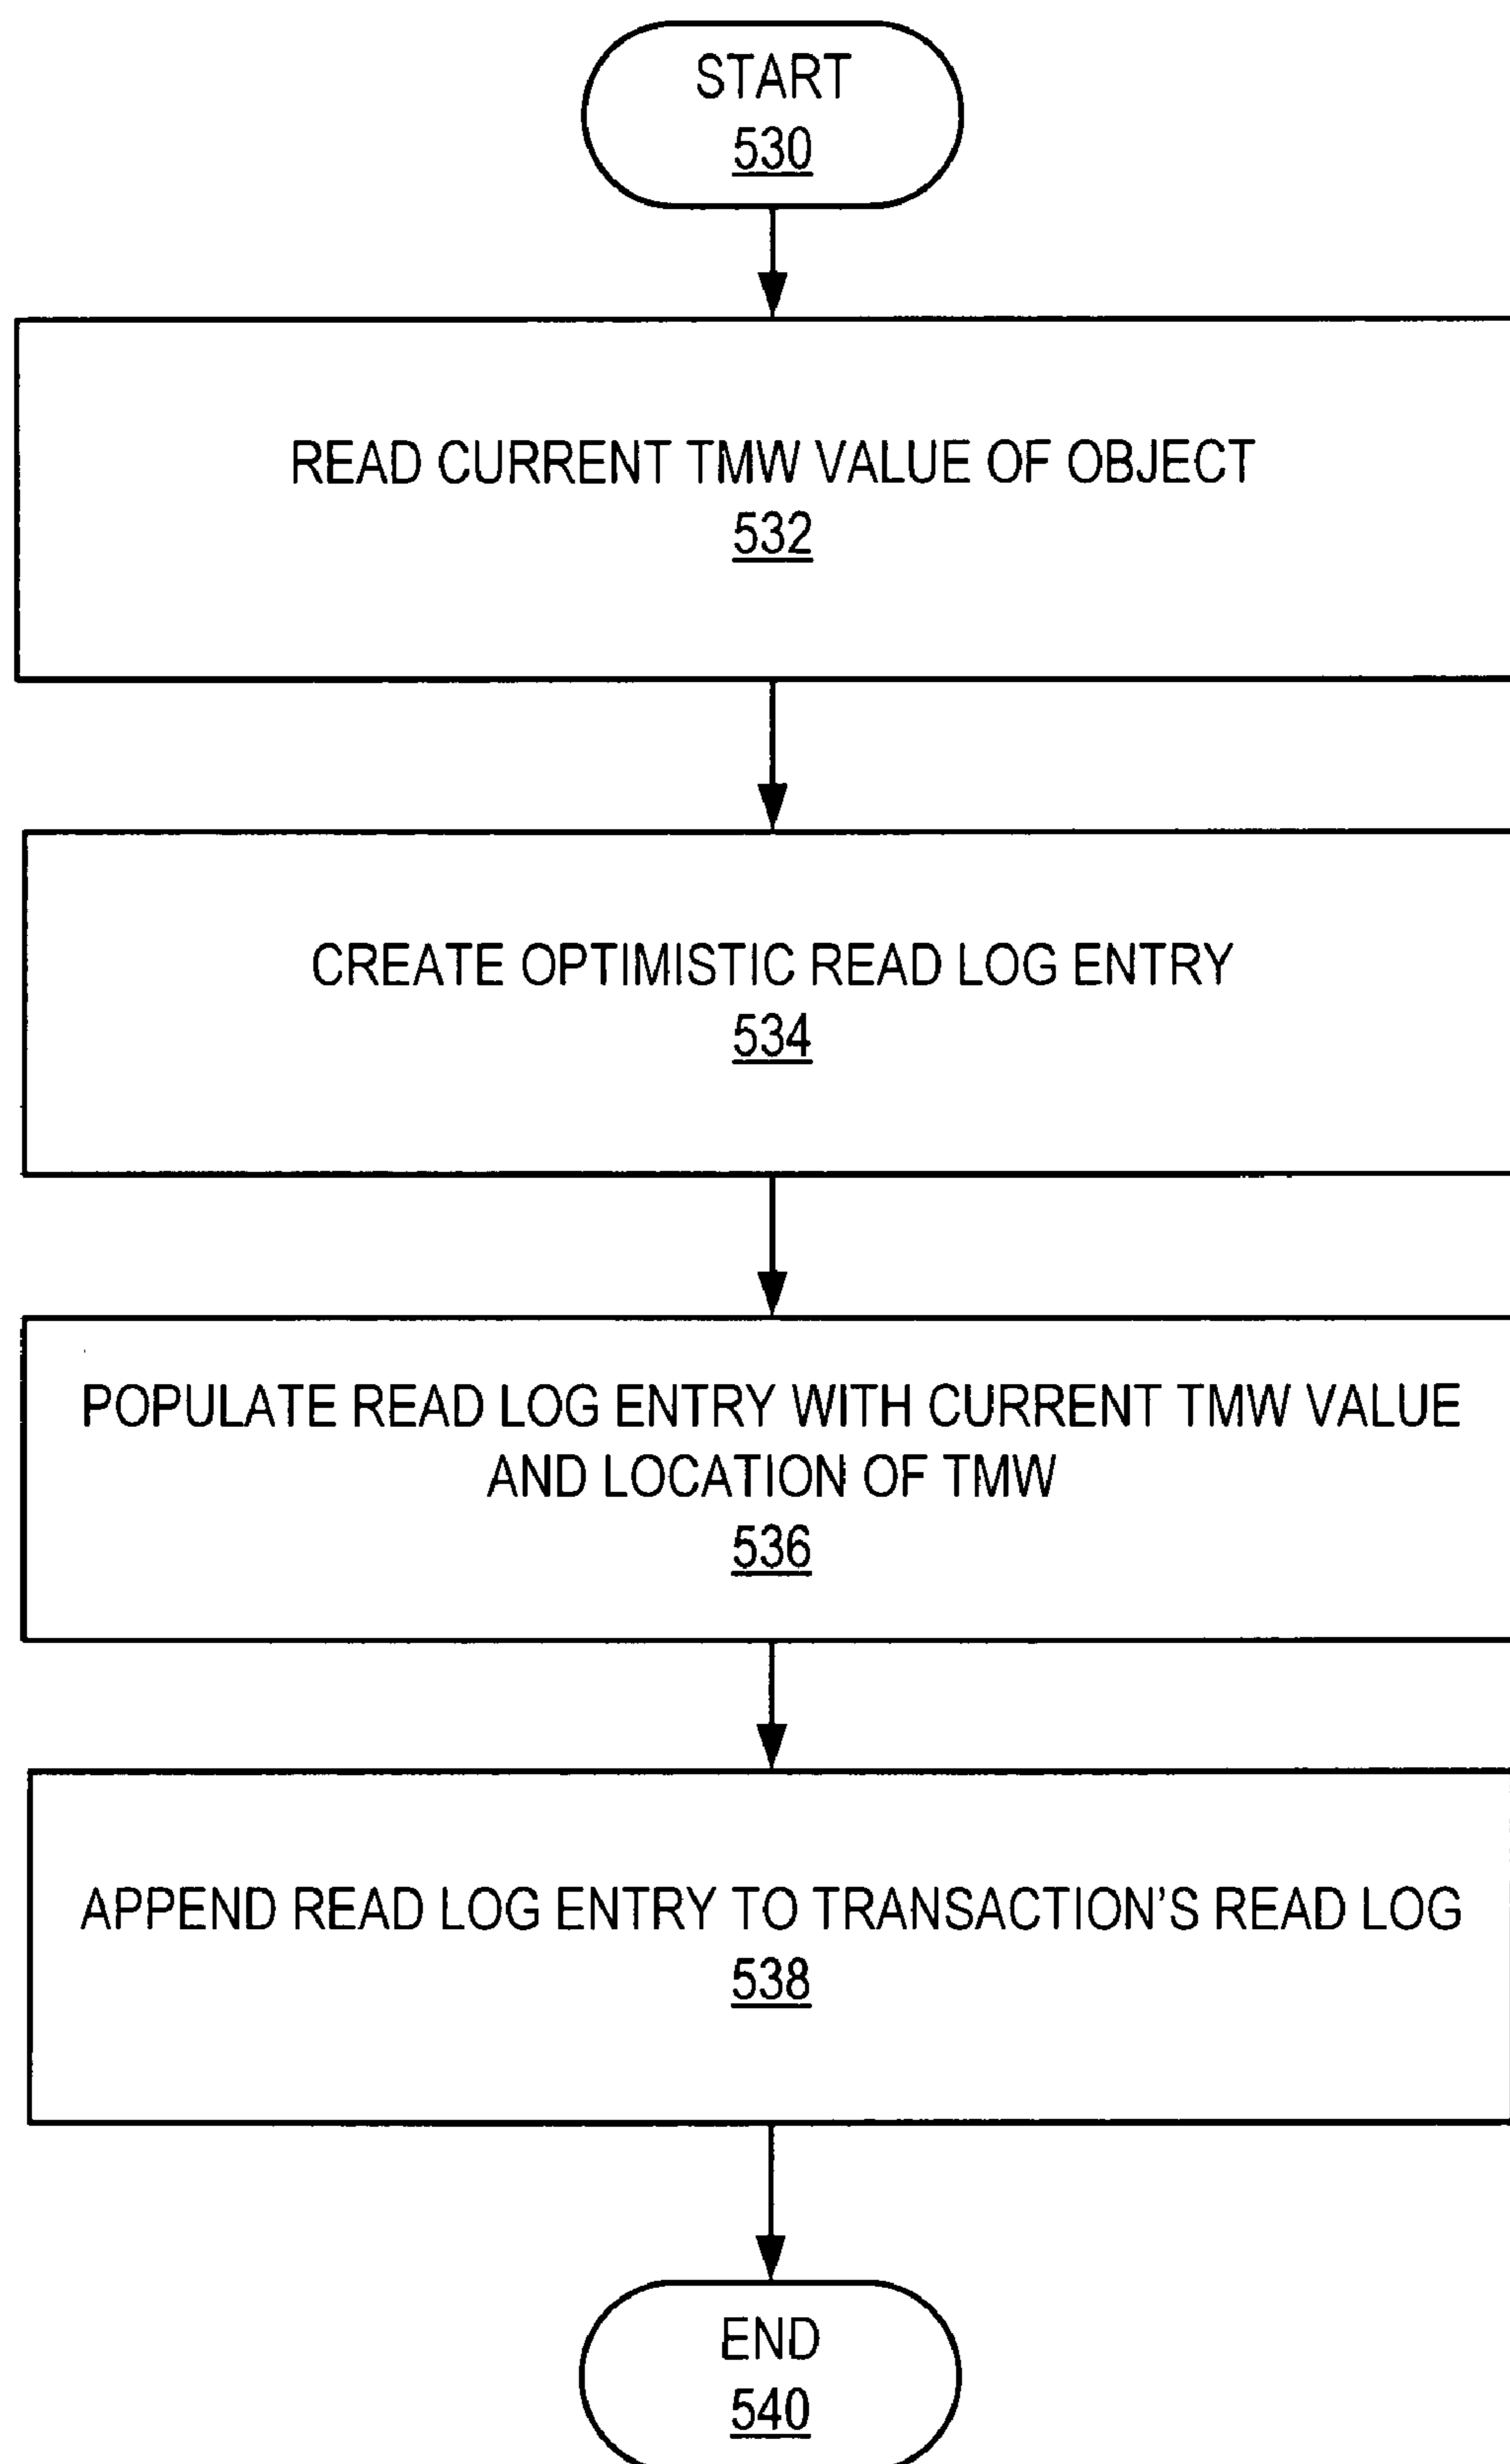 START
530
READ CURRENT TMW VALUE OF OBJECT
532
CREATE OPTIMISTIC READ LOG ENTRY
534
POPULATE READ LOG ENTRY WITH CURRENT TMW VALUE
AND LOCATION OF TMW
536
APPEND READ LOG ENTRY TO TRANSACTION'S READ LOG
538
END
540